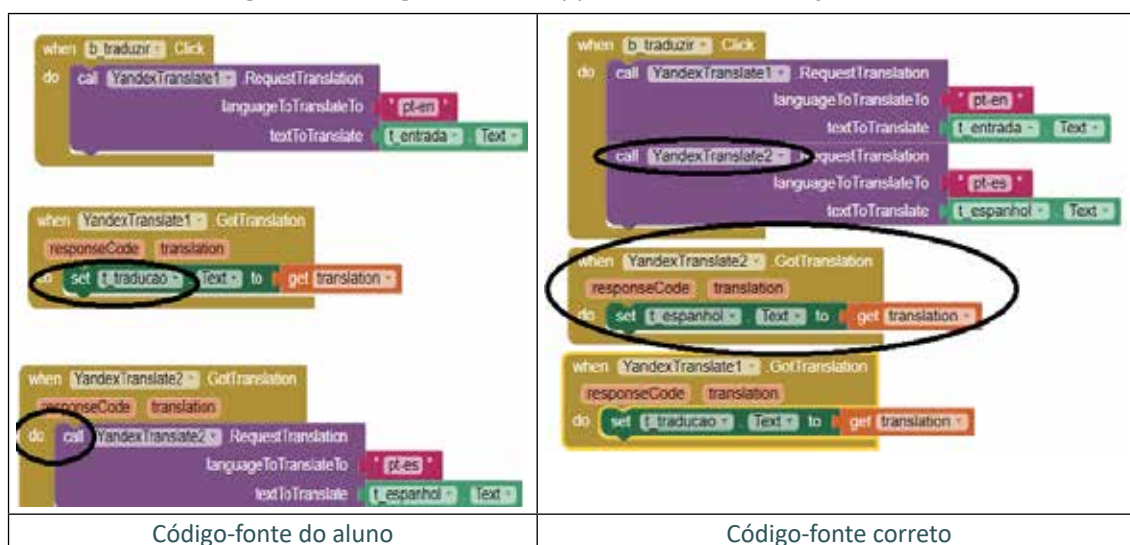 when b_traduzir Click
do call YandexTranslate1 .RequestTranslation
languageToTranslateTo " pt-en "
textToTranslate t_entrada . Text
when YandexTranslate1 .GotTranslation
responseCode translation
do set t_traducao . Text to get translation
when YandexTranslate2 .GotTranslation
responseCode translation
do call YandexTranslate2 .RequestTranslation
languageToTranslateTo " pt-es "
textToTranslate t_espanhol . Text
Código-fonte do aluno
when b_traduzir Click
do call YandexTranslate1 .RequestTranslation
languageToTranslateTo " pt-en "
textToTranslate t_entrada . Text
call YandexTranslate2 .RequestTranslation
languageToTranslateTo " pt-es "
textToTranslate t_espanhol . Text
when YandexTranslate2 .GotTranslation
responseCode translation
do set t_espanhol . Text to get translation
when YandexTranslate1 .GotTranslation
responseCode translation
do set t_traducao . Text to get translation
Código-fonte correto